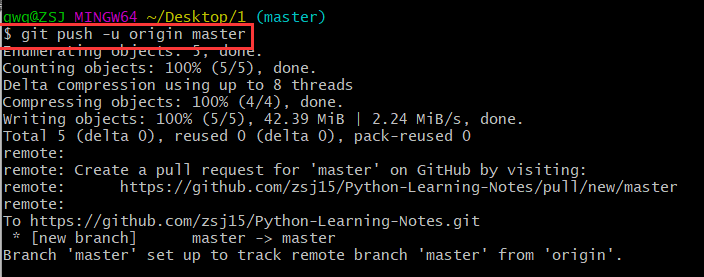 qwq@ZSJ MINGW64 ~/Desktop/1 (master)
$ git push -u origin master
Enumerating objects: 5, done.
Counting objects: 100% (5/5), done.
Delta compression using up to 8 threads
Compressing objects: 100% (4/4), done.
Writing objects: 100% (5/5), 42.39 MiB | 2.24 MiB/s, done.
Total 5 (delta 0), reused 0 (delta 0), pack-reused 0
remote:
remote: Create a pull request for 'master' on GitHub by visiting:
remote:      https://github.com/zsj15/Python-Learning-Notes/pull/new/master
remote:
To https://github.com/zsj15/Python-Learning-Notes.git
 * [new branch]      master -> master
Branch 'master' set up to track remote branch 'master' from 'origin'.